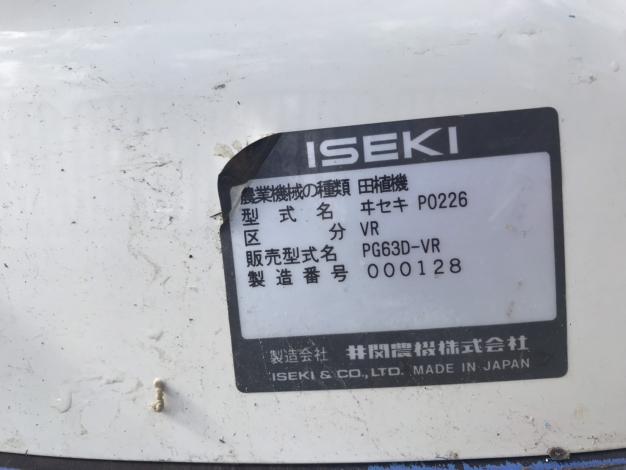 ISEKI
農業機械の種類 田植機
型式名 ヰセキ P0226
区分 VR
販売型式名 PG63D-VR
製造番号 000128
製造会社 井関農機株式会社
ISEKI & CO., LTD. MADE IN JAPAN